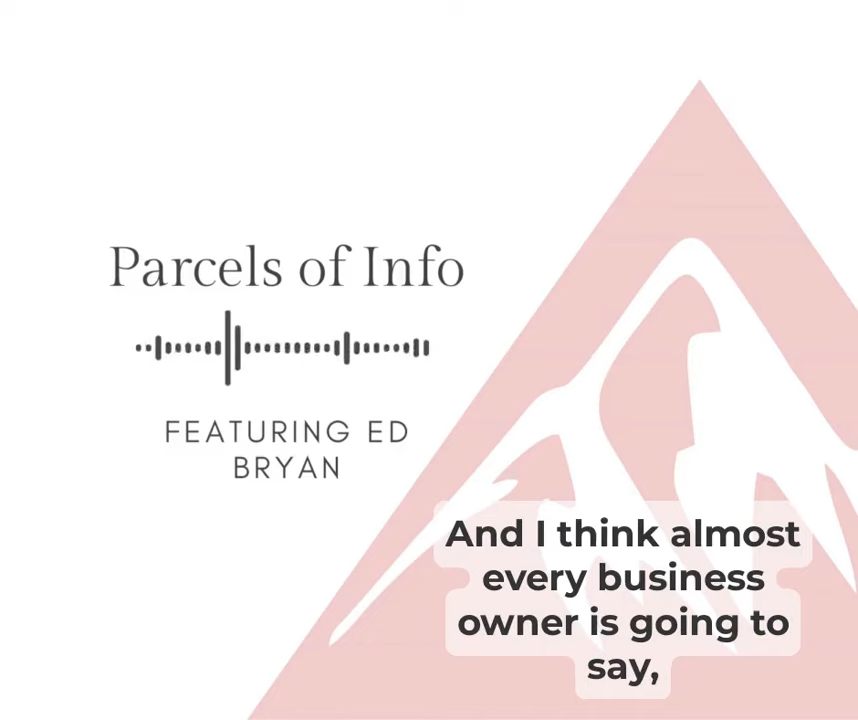 Parcels of Info
FEATURING ED
BRYAN
And I think almost
every business
owner is going to
say,